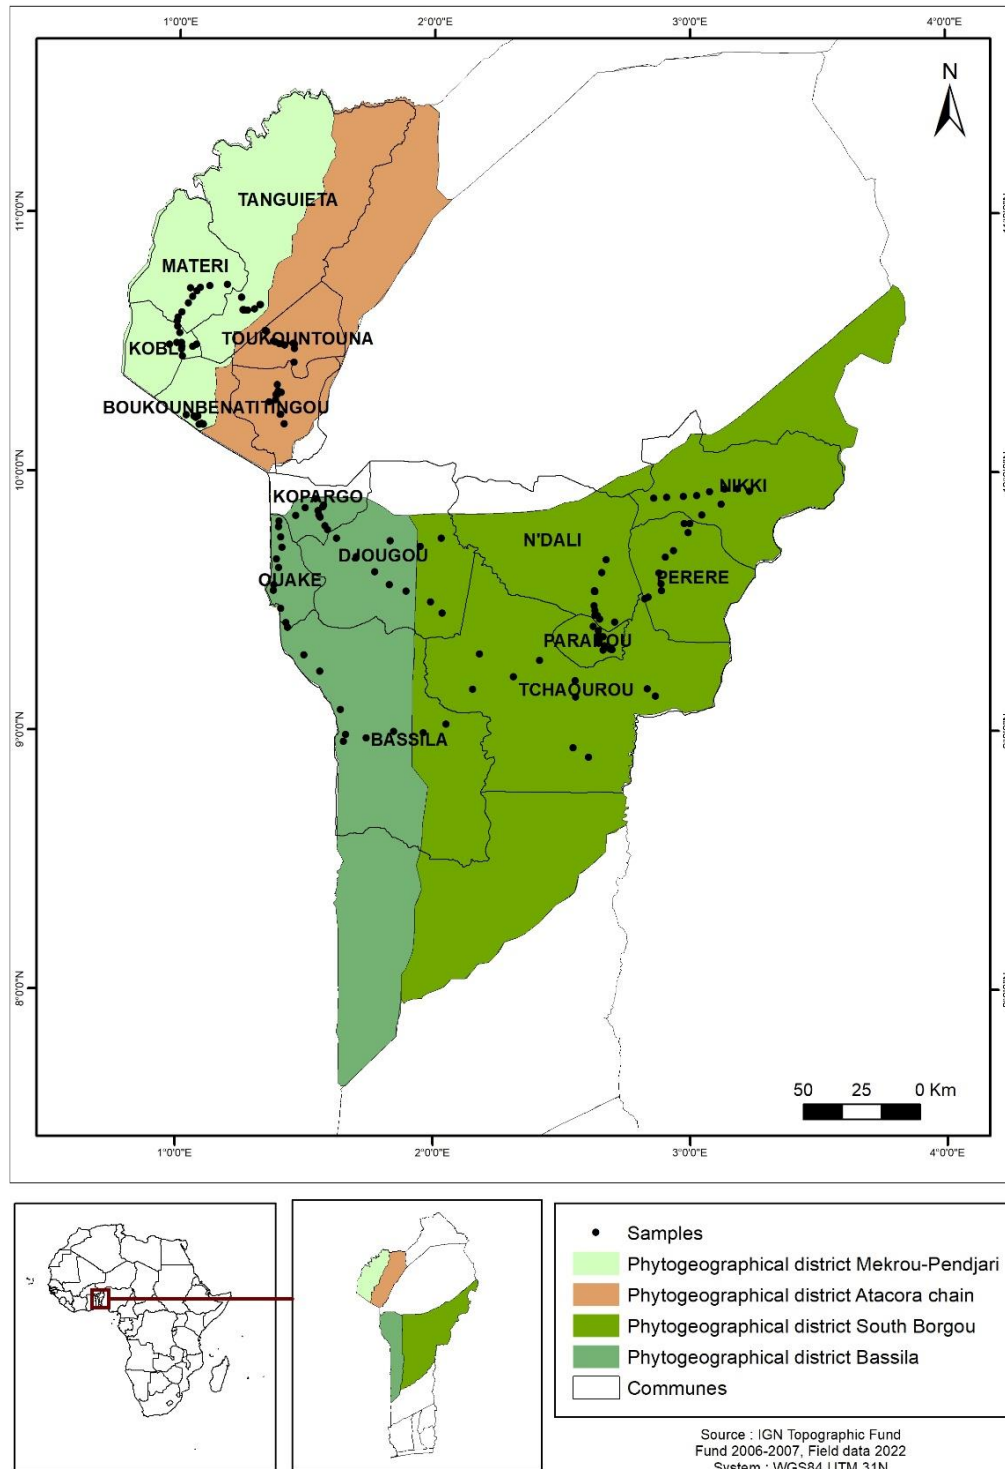 1°0'0"E 2°0'0"E 3°0'0"E 4°0'0"E
N
11°0'0"N
TANGUIETA
MATERI
TOUKOUNTOUNA
KOBLI
BOUKOUNBENATITINGOU
10°0'0"N
KOPARGO
NIKKI
N'DALI
DJOUGOU
OUAKE
PERERE
PARAKOU
TCHAOUROU
9°0'0"N
BASSILA
8°0'0"N
50 25 0 Km
1°0'0"E 2°0'0"E 3°0'0"E 4°0'0"E
Samples
Phytogeographical district Mekrou-Pendjari
Phytogeographical district Atacora chain
Phytogeographical district South Borgou
Phytogeographical district Bassila
Communes
Source : IGN Topographic Fund
Fund 2006-2007, Field data 2022
System : WGS84 UTM 31N